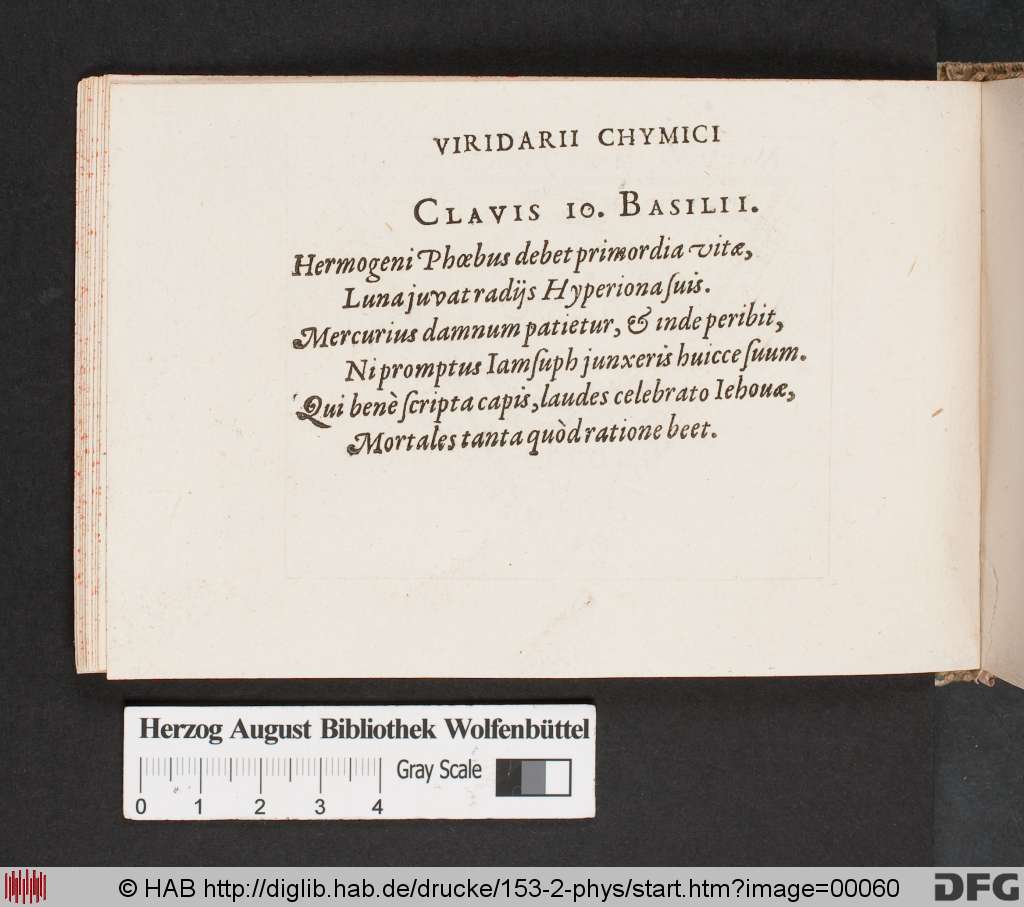 VIRIDARII CHYMICI
CLAVIS 10. BASILII.
Hermogeni Phœbus debet primordia vitæ,
Luna juvat radijs Hyperiona ſuis.
Mercurius damnum patietur, & inde peribit,
Ni promptus Iamſuph junxeris huicce ſuum.
Qui benè ſcripta capis, laudes celebrato Iehouæ,
Mortales tanta quòd ratione beet.
Herzog August Bibliothek Wolfenbüttel
Gray Scale
0 1 2 3 4
© HAB http://diglib.hab.de/drucke/153-2-phys/start.htm?image=00060
DFG